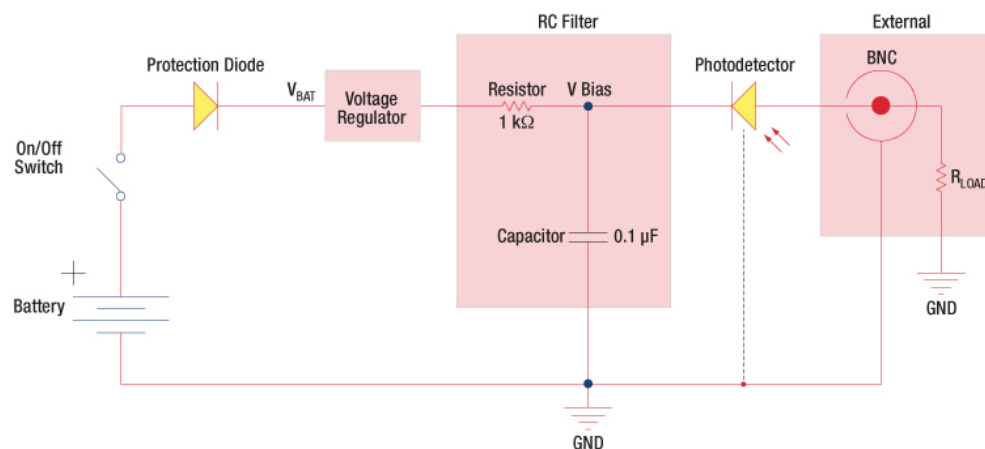 RC Filter
External
Protection Diode
V_BAT
Voltage
Regulator
Resistor
1 kΩ
V Bias
Photodetector
BNC
On/Off
Switch
R_LOAD
Capacitor
0.1 µF
+
Battery
GND
GND